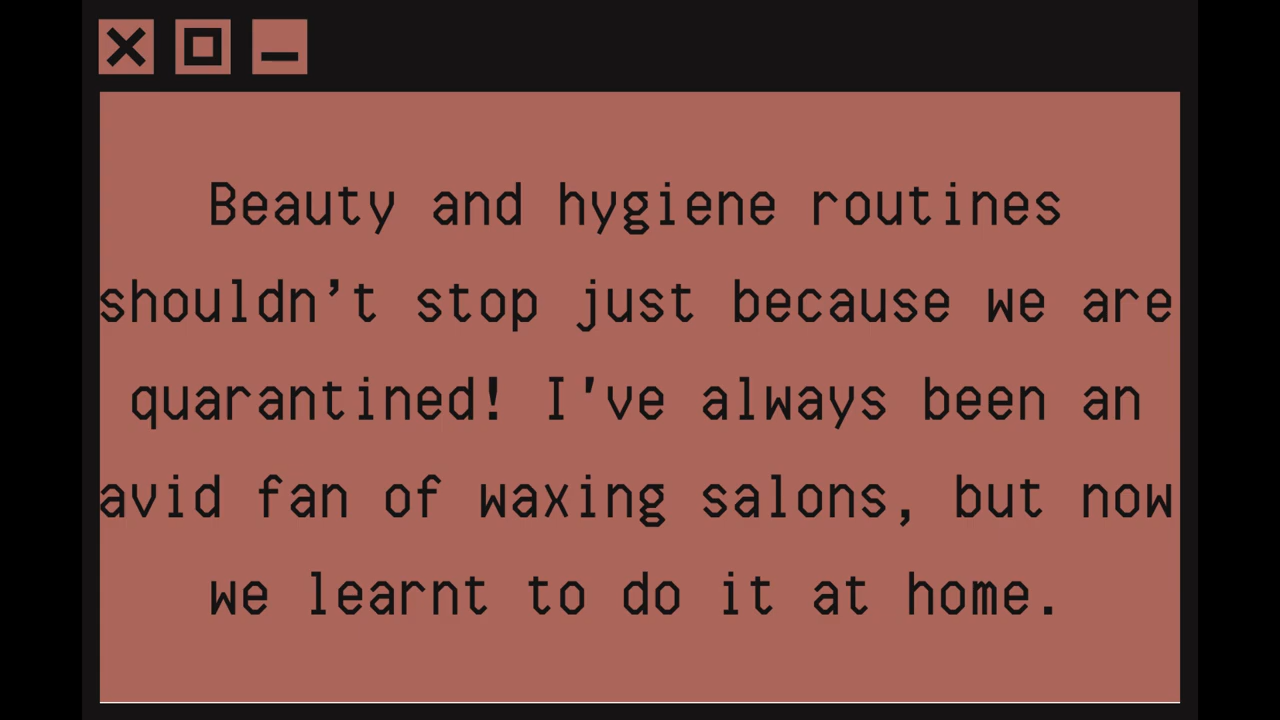 Beauty and hygiene routines
shouldn’t stop just because we are
quarantined! I've always been an
avid fan of waxing salons, but now
we learnt to do it at home.